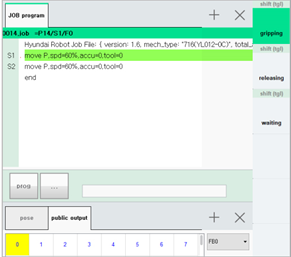 JOB program
shift (tgl)
gripping
0014.job =P14/S1/F0
Hyundai Robot Job File: { version: 1.6, mech_type: "716(YL012-0C)", total_
shift (tgl)
S1 move P,spd=60%,accu=0,tool=0
S2 move P,spd=60%,accu=0,tool=0
releasing
end
shift (tgl)
waiting
prog
...
pose
public output
0 1 2 3 4 5 6 7
FB0